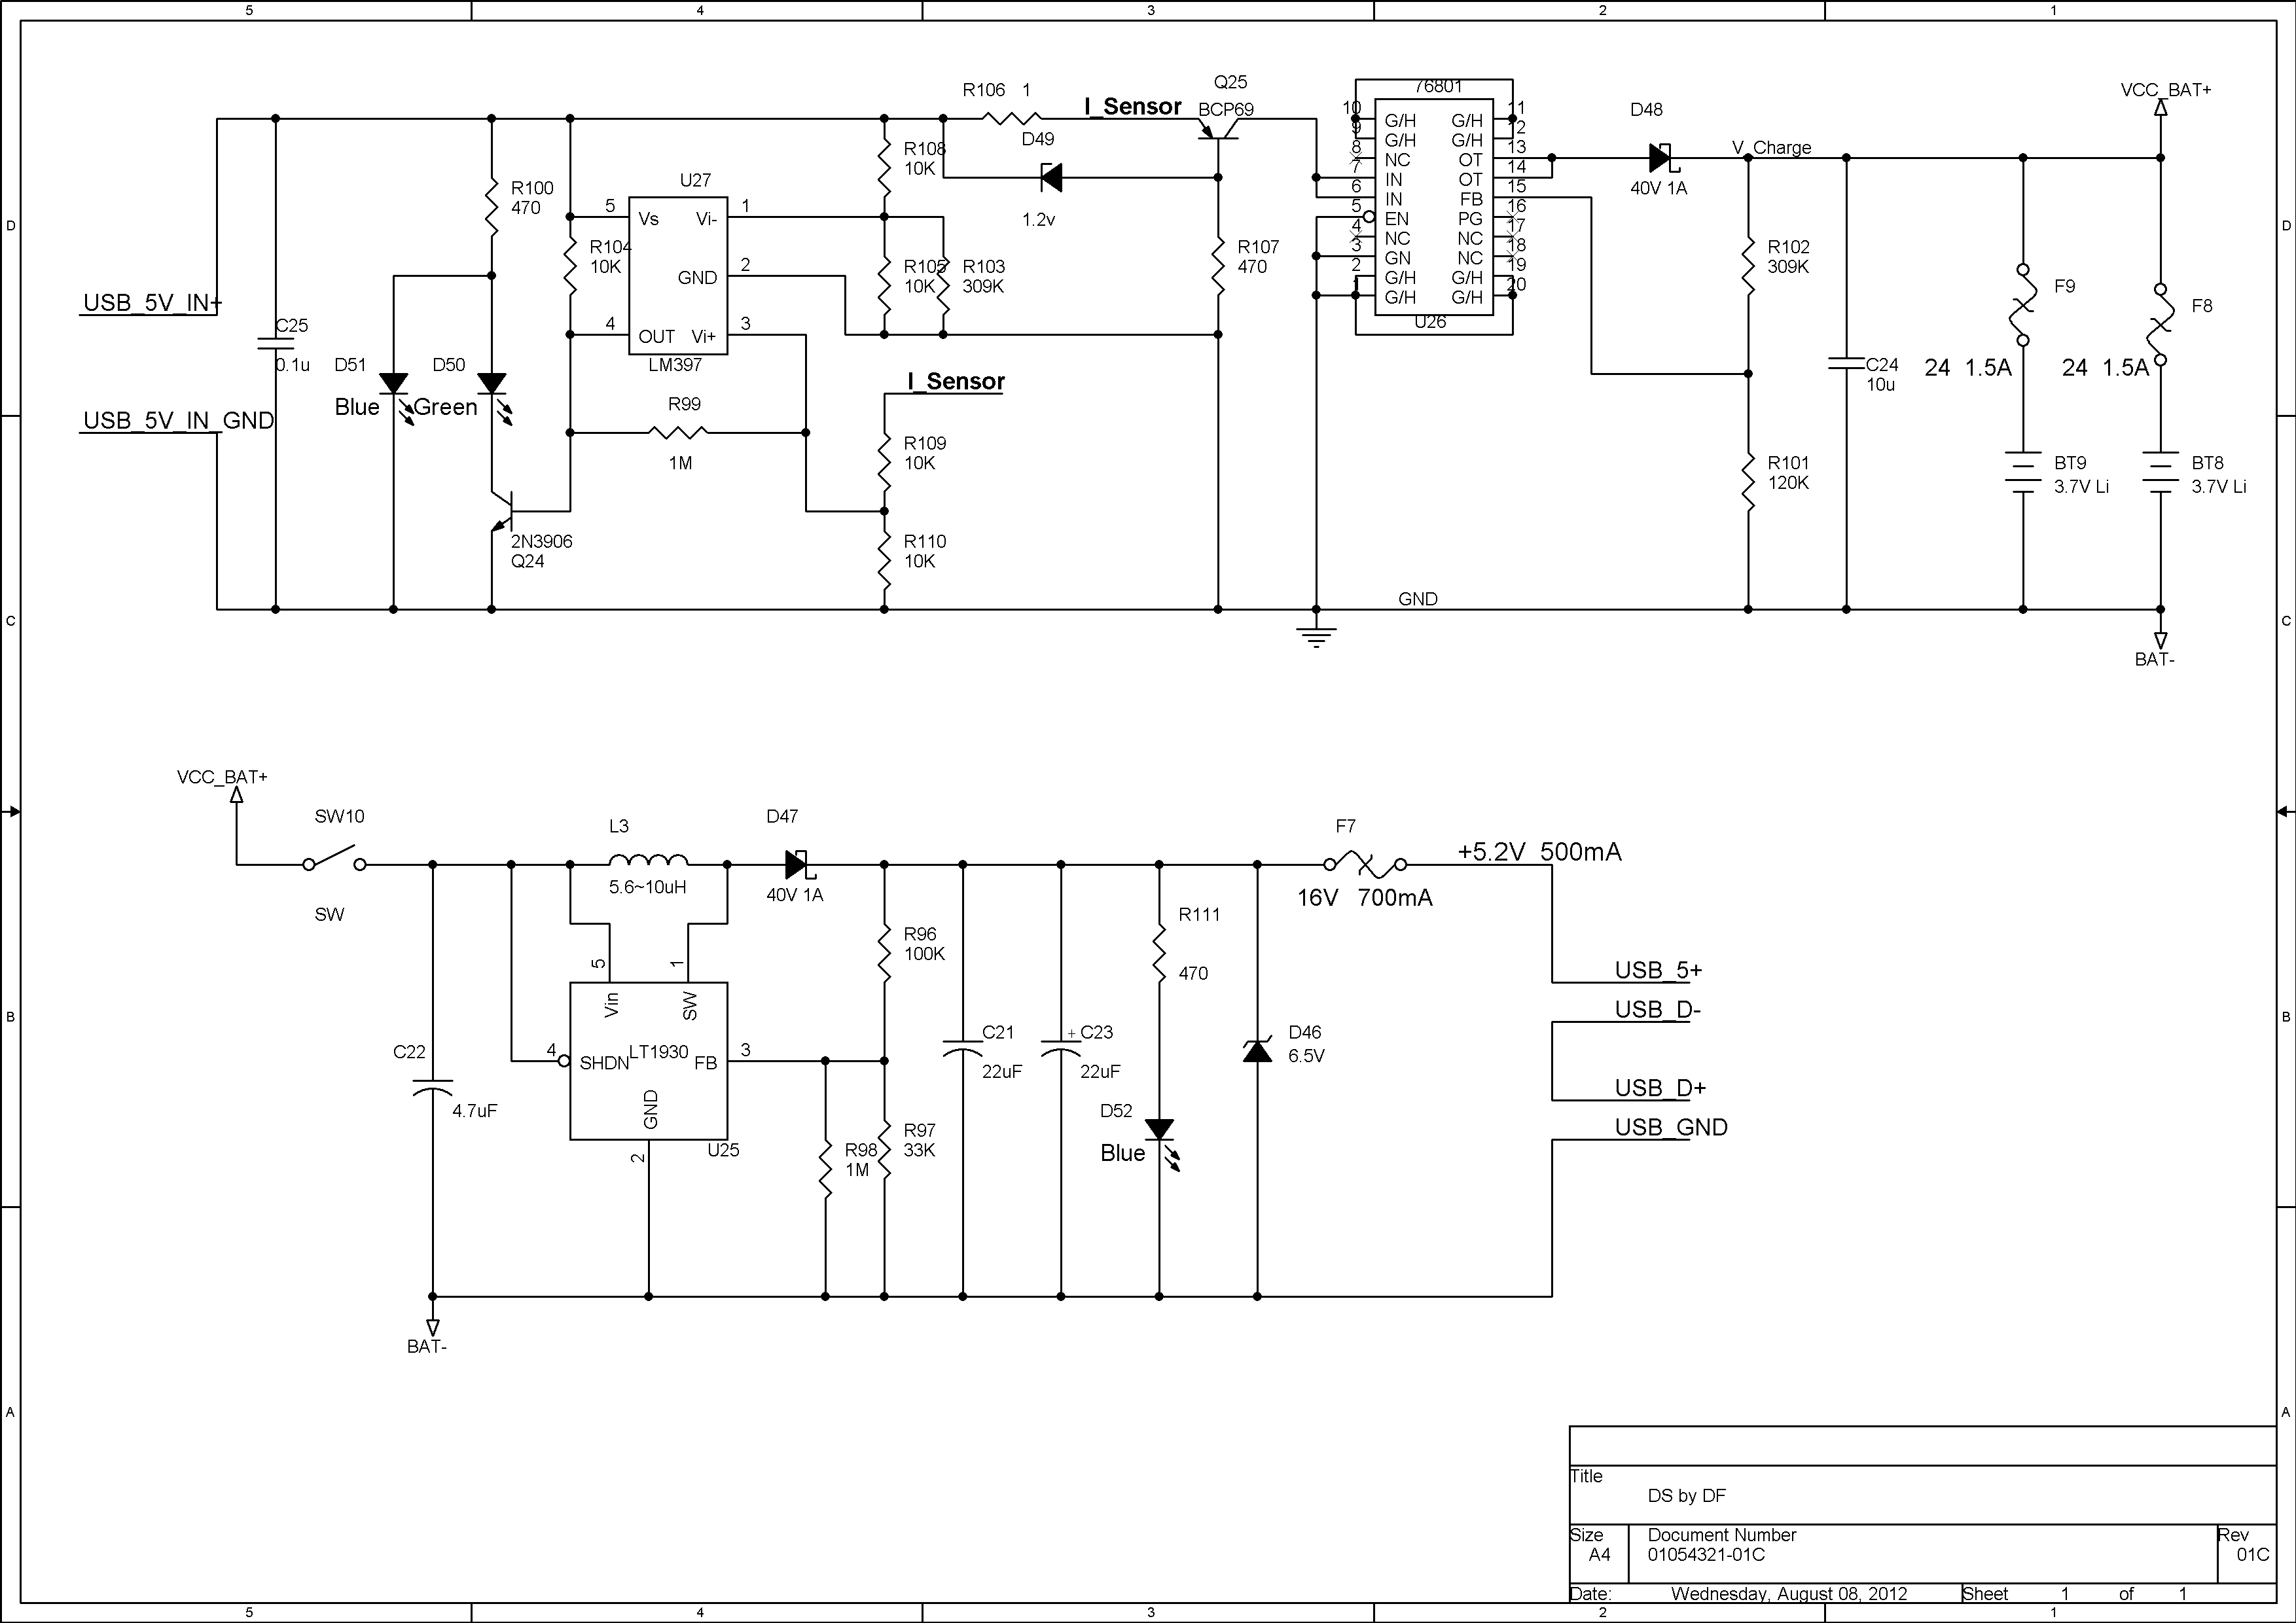 5 4 3 2 1
D
C
B
A
D
C
B
A
USB_5V_IN+
USB_5V_IN_GND
C25
0.1u
R100
470
D51
Blue
D50
Green
2N3906
Q24
R104
10K
U27
5 Vs Vi- 1
GND 2
4 OUT Vi+ 3
LM397
R99
1M
R108
10K
R105
10K
R103
309K
I_Sensor
R109
10K
R110
10K
R106 1
I_Sensor
D49
1.2v
Q25
BCP69
R107
470
76801
10 G/H G/H 11
9 G/H G/H 12
8 NC OT 13
7 IN OT 14
6 IN FB 15
5 EN PG 16
4 NC NC 17
3 GN NC 18
2 G/H G/H 19
1 G/H G/H 20
U26
D48
40V 1A
V_Charge
R102
309K
R101
120K
C24
10u
F9
24 1.5A
F8
24 1.5A
BT9
3.7V Li
BT8
3.7V Li
VCC_BAT+
GND
BAT-
VCC_BAT+
SW10
SW
L3
5.6~10uH
D47
40V 1A
C22
4.7uF
5 1
Vin SW
4 SHDN LT1930 FB 3
GND
2
U25
R96
100K
R98
1M
R97
33K
C21
22uF
+ C23
22uF
R111
470
D52
Blue
D46
6.5V
F7
16V 700mA
+5.2V 500mA
USB_5+
USB_D-
USB_D+
USB_GND
BAT-
Title
DS by DF
Size
A4
Document Number
01054321-01C
Rev
01C
Date: Wednesday, August 08, 2012 Sheet 1 of 1
5 4 3 2 1